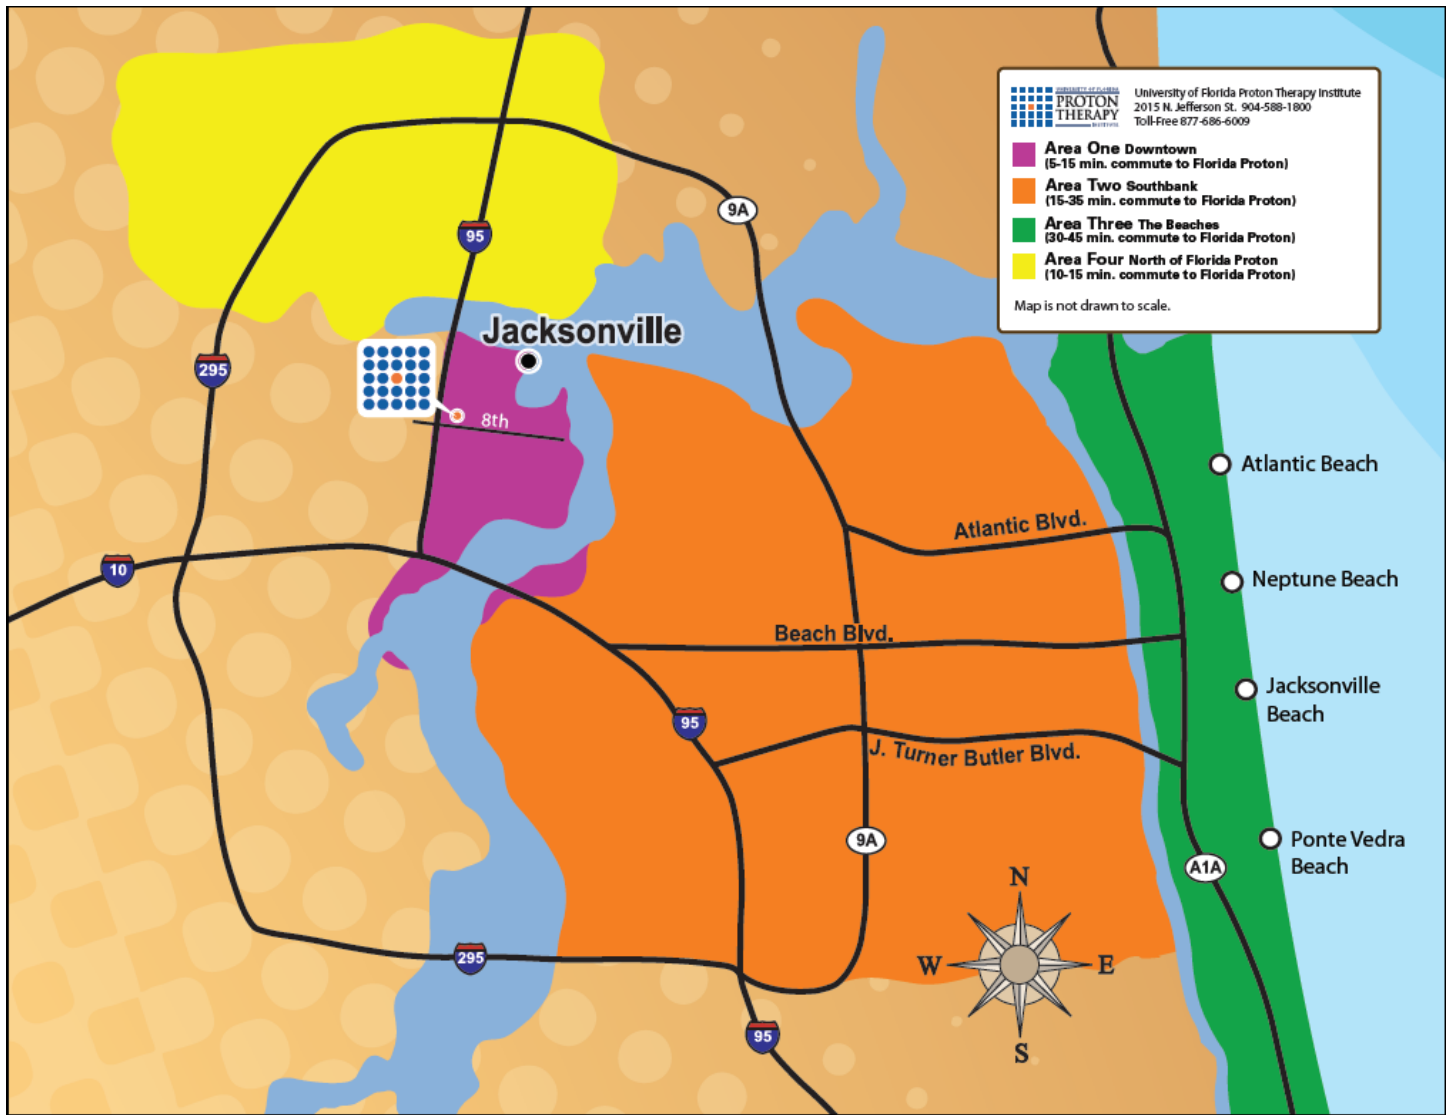 UNIVERSITY OF FLORIDA
PROTON
THERAPY
INSTITUTE
University of Florida Proton Therapy Institute
2015 N. Jefferson St.  904-588-1800
Toll-Free 877-686-6009
Area One Downtown
(5-15 min. commute to Florida Proton)
Area Two Southbank
(15-35 min. commute to Florida Proton)
Area Three The Beaches
(30-45 min. commute to Florida Proton)
Area Four North of Florida Proton
(10-15 min. commute to Florida Proton)
Map is not drawn to scale.
9A
95
Jacksonville
295
8th
Atlantic Beach
Atlantic Blvd.
10
Neptune Beach
Beach Blvd.
Jacksonville
Beach
95
J. Turner Butler Blvd.
9A
Ponte Vedra
Beach
A1A
N
W
E
S
295
95